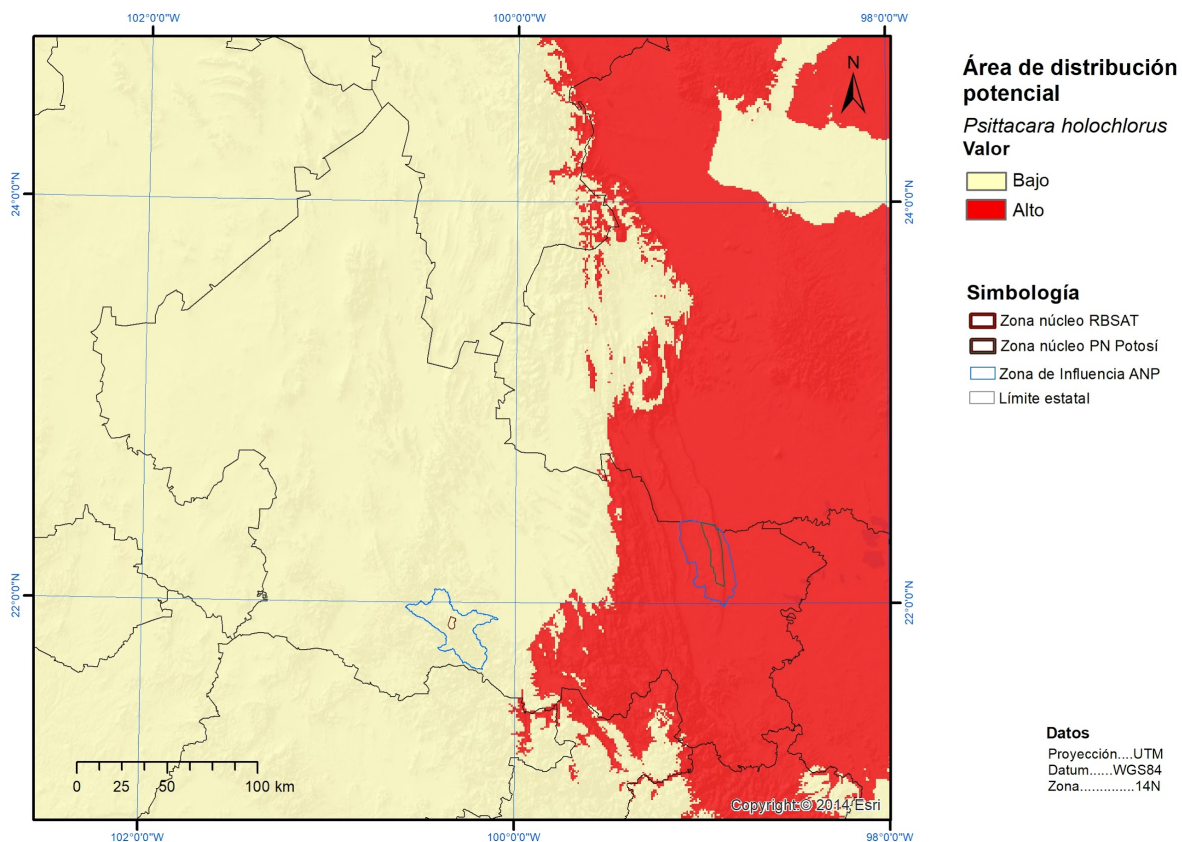 102°0'0"W
100°0'0"W
98°0'0"W
N
24°0'0"N
24°0'0"N
22°0'0"N
22°0'0"N
0
25
50
100 km
Copyright:© 2014 Esri
102°0'0"W
100°0'0"W
98°0'0"W
Área de distribución
potencial
Psittacara holochlorus
Valor
Bajo
Alto
Simbología
Zona núcleo RBSAT
Zona núcleo PN Potosí
Zona de Influencia ANP
Límite estatal
Datos
Proyección....UTM
Datum......WGS84
Zona.............14N